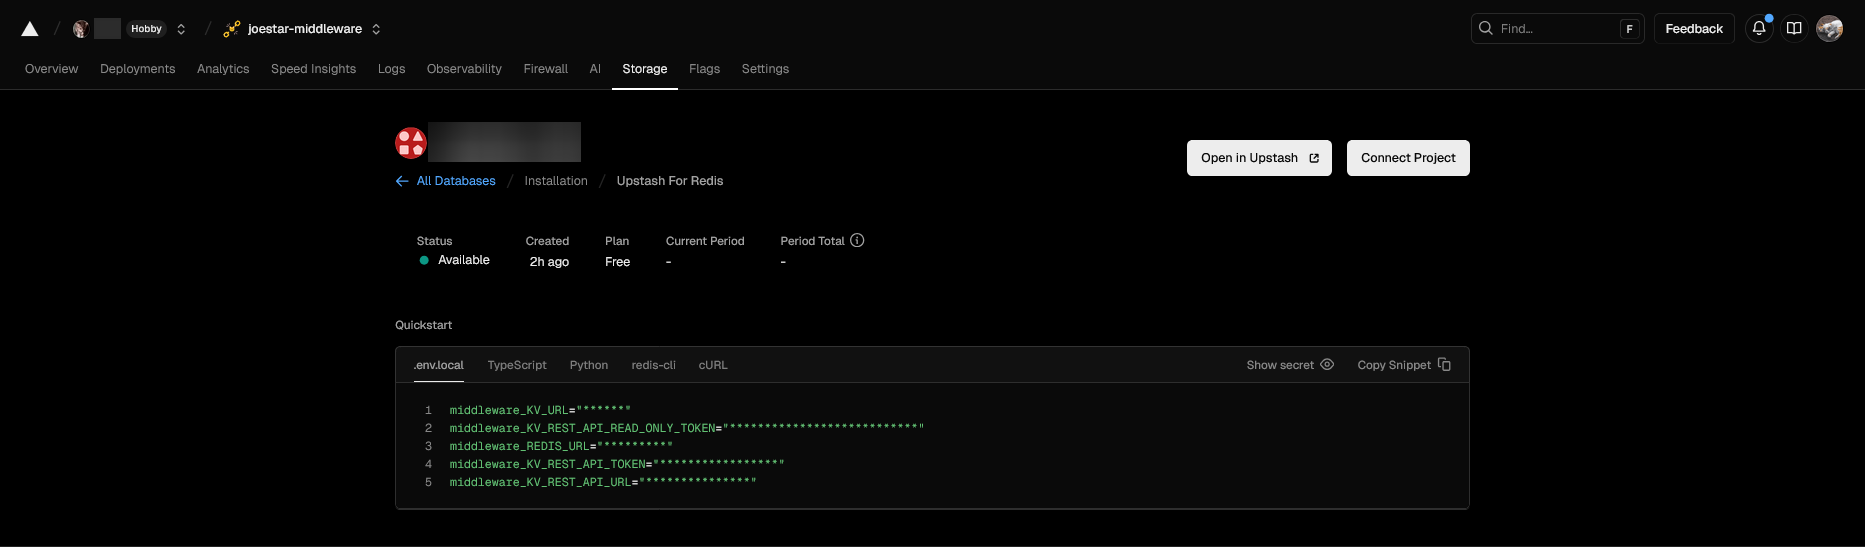 Hobby
joestar-middleware
Find...
F
Feedback
Overview
Deployments
Analytics
Speed Insights
Logs
Observability
Firewall
AI
Storage
Flags
Settings
Open in Upstash
Connect Project
All Databases / Installation / Upstash For Redis
Status
Available
Created
2h ago
Plan
Free
Current Period
-
Period Total
-
Quickstart
.env.local
TypeScript
Python
redis-cli
cURL
Show secret
Copy Snippet
1 middleware_KV_URL="******"
2 middleware_KV_REST_API_READ_ONLY_TOKEN="***************************"
3 middleware_REDIS_URL="*********"
4 middleware_KV_REST_API_TOKEN="*****************"
5 middleware_KV_REST_API_URL="***************"